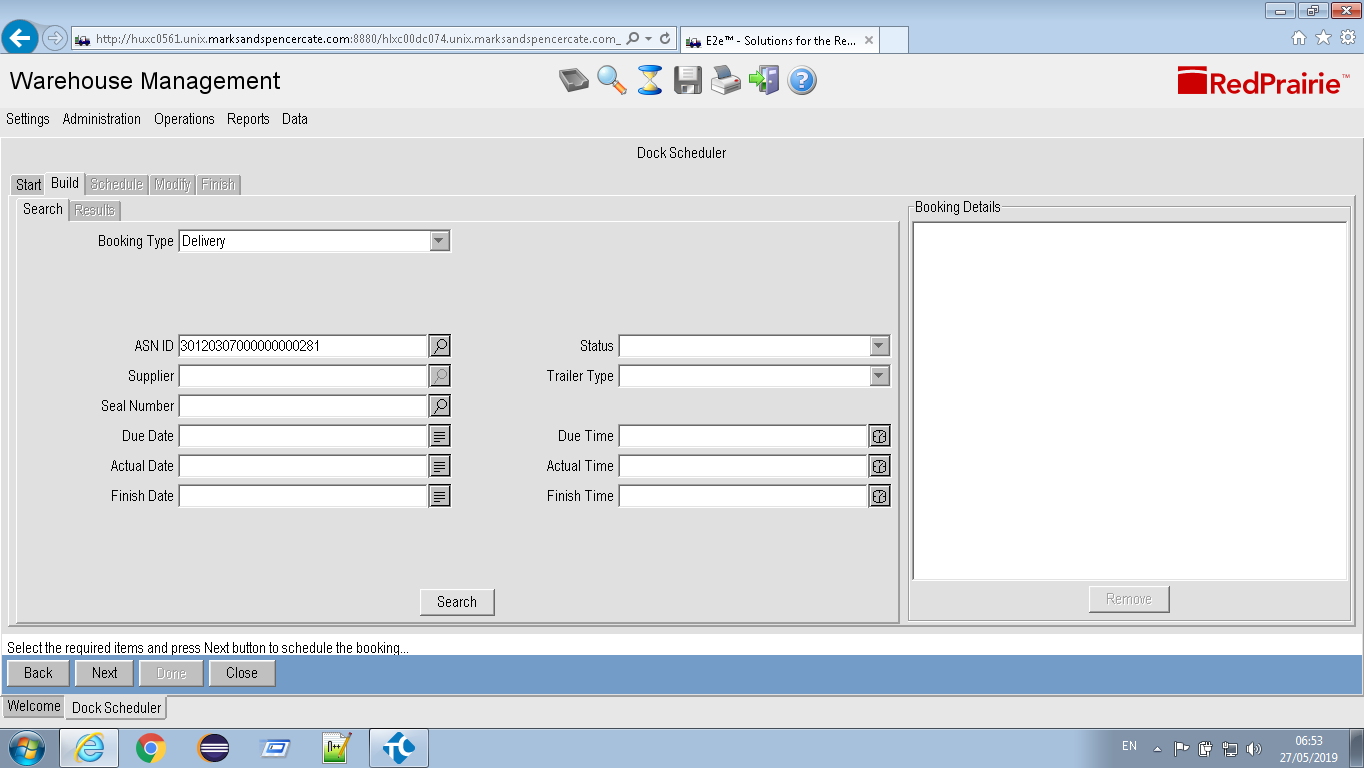 http://huxc0561.unix.marksandspencercate.com:8880/hlxc00dc074.unix.marksandspencercate.com_
E2e™ - Solutions for the Re...
Warehouse Management
RedPrairie™
Settings Administration Operations Reports Data
Dock Scheduler
Start Build Schedule Modify Finish
Search Results
Booking Details
Booking Type Delivery
ASN ID 30120307000000000281 Status
Supplier Trailer Type
Seal Number
Due Date Due Time
Actual Date Actual Time
Finish Date Finish Time
Search
Remove
Select the required items and press Next button to schedule the booking...
Back Next Done Close
Welcome Dock Scheduler
EN
06:53
27/05/2019